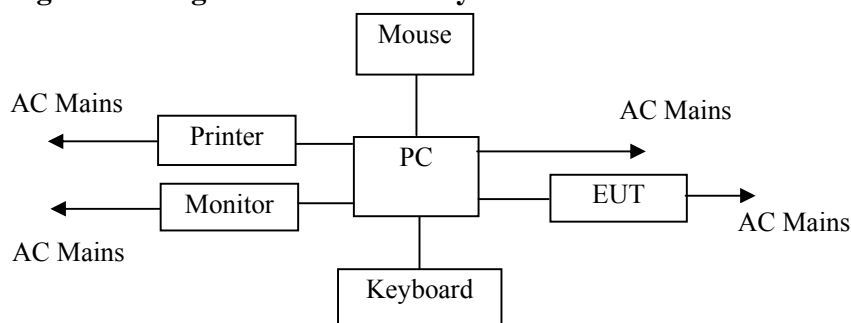 Mouse
AC Mains
AC Mains
Printer
PC
Monitor
EUT
AC Mains
AC Mains
Keyboard